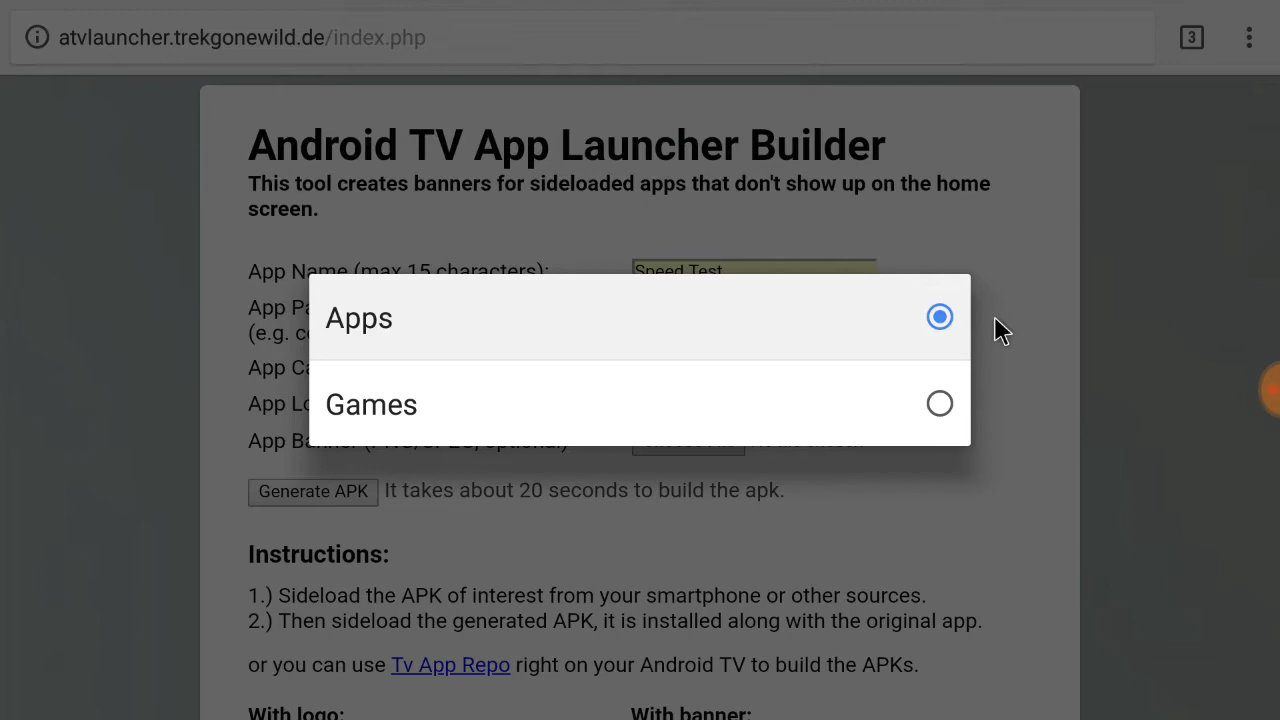 atvlauncher.trekgonewild.de/index.php
3
Android TV App Launcher Builder
This tool creates banners for sideloaded apps that don't show up on the home
screen.
App Name (max 15 characters):
Speed Test
App
(e.g.
Apps
App
App
Games
App
Generate APK It takes about 20 seconds to build the apk.
Instructions:
1.) Sideload the APK of interest from your smartphone or other sources.
2.) Then sideload the generated APK, it is installed along with the original app.
or you can use Tv App Repo right on your Android TV to build the APKs.
With logo:
With banner: